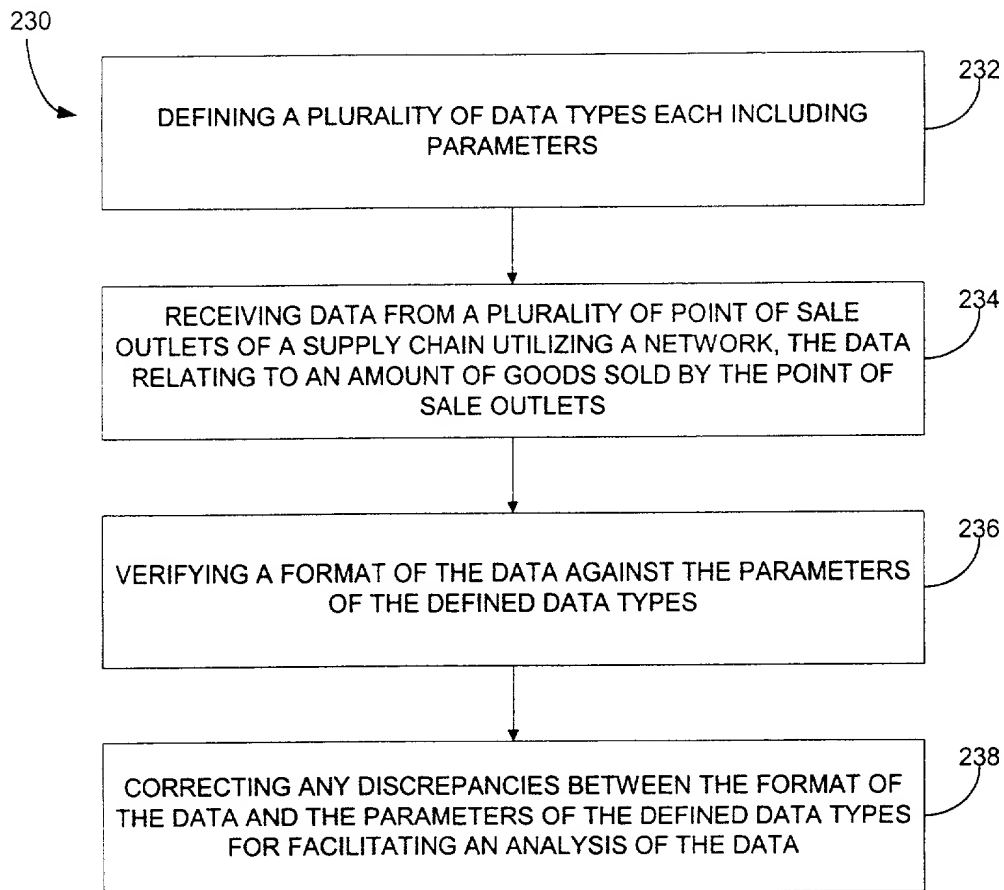 230
232
DEFINING A PLURALITY OF DATA TYPES EACH INCLUDING
PARAMETERS
234
RECEIVING DATA FROM A PLURALITY OF POINT OF SALE
OUTLETS OF A SUPPLY CHAIN UTILIZING A NETWORK, THE DATA
RELATING TO AN AMOUNT OF GOODS SOLD BY THE POINT OF
SALE OUTLETS
236
VERIFYING A FORMAT OF THE DATA AGAINST THE PARAMETERS
OF THE DEFINED DATA TYPES
238
CORRECTING ANY DISCREPANCIES BETWEEN THE FORMAT OF
THE DATA AND THE PARAMETERS OF THE DEFINED DATA TYPES
FOR FACILITATING AN ANALYSIS OF THE DATA